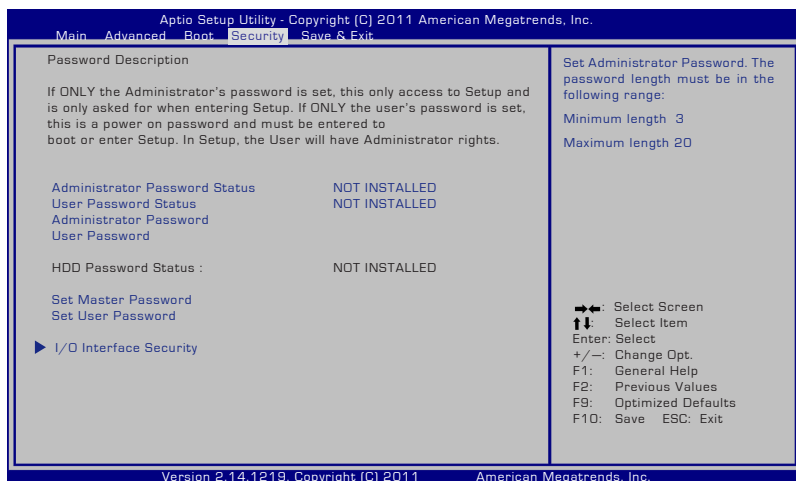 Aptio Setup Utility - Copyright (C) 2011 American Megatrends, Inc.
Main Advanced Boot Security Save & Exit
Password Description
If ONLY the Administrator's password is set, this only access to Setup and
is only asked for when entering Setup. If ONLY the user's password is set,
this is a power on password and must be entered to
boot or enter Setup. In Setup, the User will have Administrator rights.
Administrator Password Status NOT INSTALLED
User Password Status NOT INSTALLED
Administrator Password
User Password
HDD Password Status : NOT INSTALLED
Set Master Password
Set User Password
I/O Interface Security
Set Administrator Password. The
password length must be in the
following range:
Minimum length 3
Maximum length 20
→←: Select Screen
↑↓: Select Item
Enter: Select
+/—: Change Opt.
F1: General Help
F2: Previous Values
F9: Optimized Defaults
F10: Save ESC: Exit
Version 2.14.1219. Copyright (C) 2011 American Megatrends, Inc.